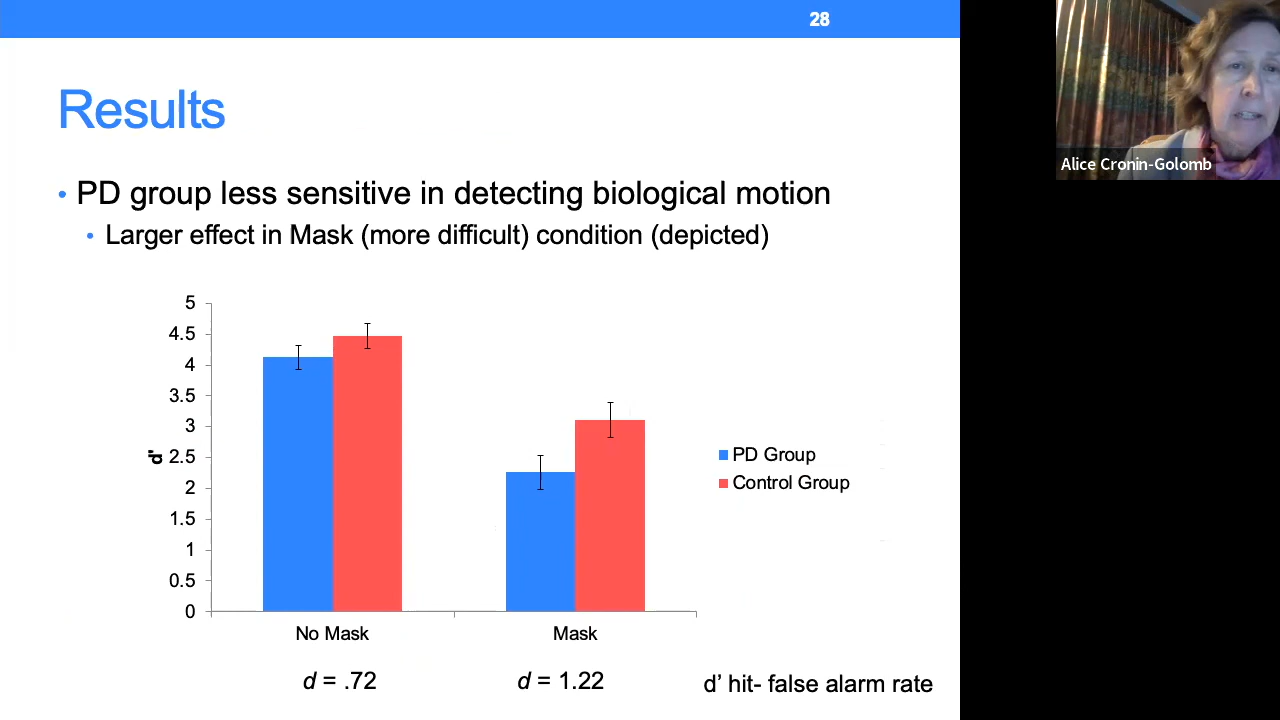 28
Alice Cronin-Golomb
Results
• PD group less sensitive in detecting biological motion
• Larger effect in Mask (more difficult) condition (depicted)
5
4.5
4
3.5
3
2.5
2
1.5
1
0.5
0
d'
No Mask
Mask
PD Group
Control Group
d = .72
d = 1.22
d’ hit- false alarm rate